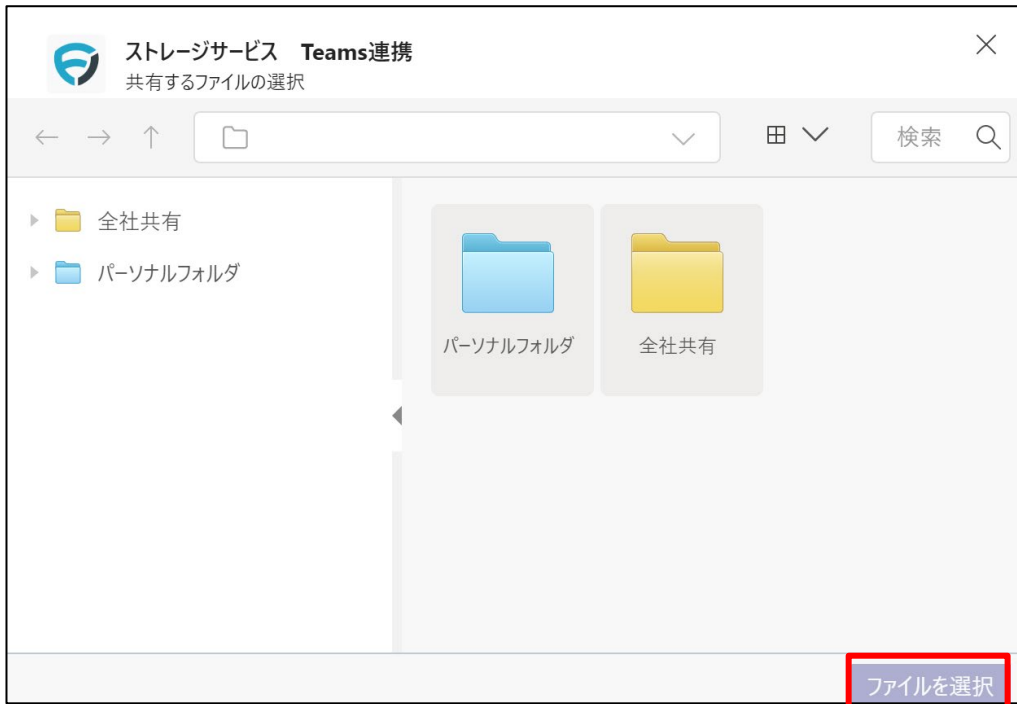 ストレージサービス　Teams連携
共有するファイルの選択
検索
全社共有
パーソナルフォルダ
パーソナルフォルダ
全社共有
ファイルを選択